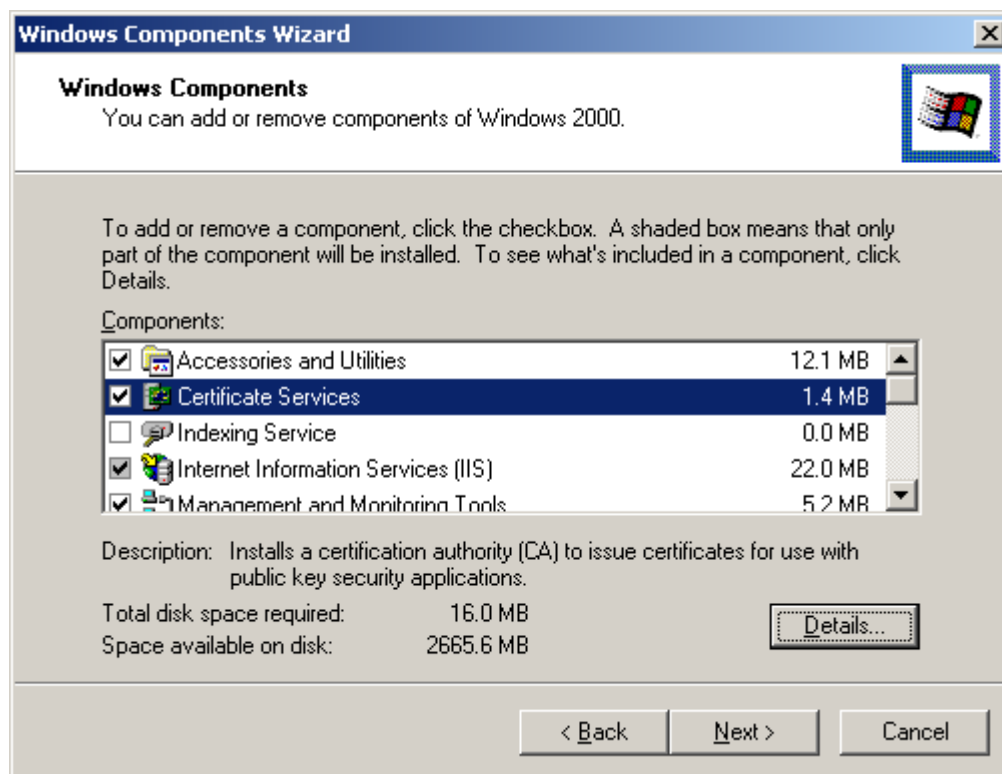 Windows Components Wizard
Windows Components
You can add or remove components of Windows 2000.
To add or remove a component, click the checkbox. A shaded box means that only
part of the component will be installed. To see what's included in a component, click
Details.
Components:
Accessories and Utilities 12.1 MB
Certificate Services 1.4 MB
Indexing Service 0.0 MB
Internet Information Services (IIS) 22.0 MB
Management and Monitoring Tools 5.2 MB
Description: Installs a certification authority (CA) to issue certificates for use with
public key security applications.
Total disk space required: 16.0 MB
Space available on disk: 2665.6 MB
Details...
< Back Next > Cancel